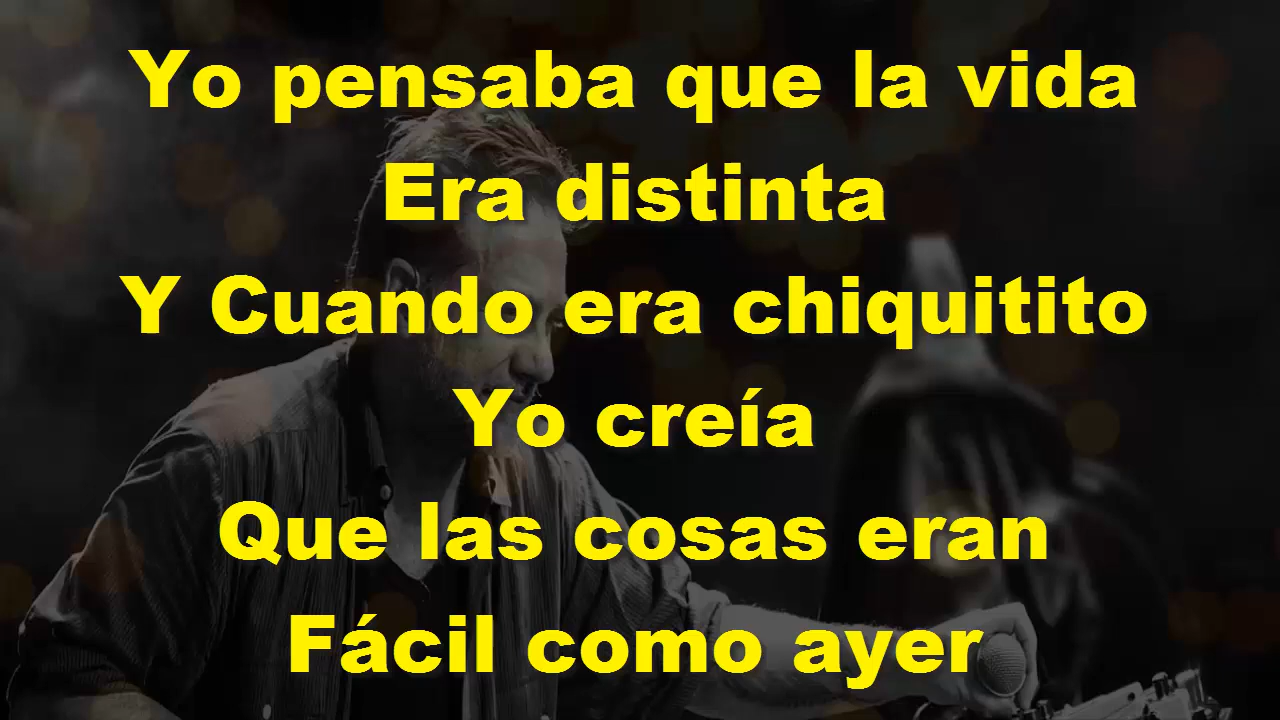 Yo pensaba que la vida
Era distinta
Y Cuando era chiquitito
Yo creía
Que las cosas eran
Fácil como ayer